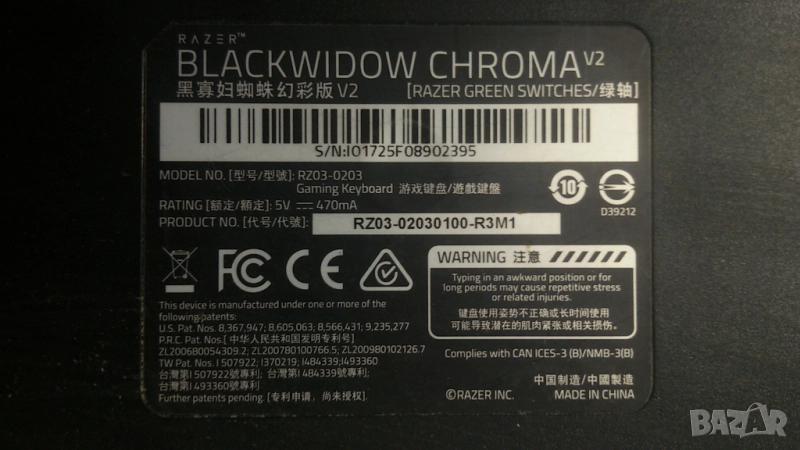 RAZER™
BLACKWIDOW CHROMA V2
黑寡妇蜘蛛幻彩版 V2 [RAZER GREEN SWITCHES/绿轴]
S/N:IO1725F08902395
MODEL NO. [型号/型號]: RZ03-0203
Gaming Keyboard 游戏键盘/遊戲鍵盤
RATING [额定/額定]: 5V ⎓ 470mA
PRODUCT NO. [代号/代號]: RZ03-02030100-R3M1
10
D39212
FC CE
WARNING 注意
Typing in an awkward position or for
long periods may cause repetitive stress
or related injuries.
键盘使用姿势不正确或长时间使用
可能导致潜在的肌肉紧张或相关损伤.
This device is manufactured under one or more of the
following patents:
U.S. Pat. Nos. 8,367,947; 8,605,063; 8,566,431; 9,235,277
P.R.C. Pat. Nos.[ 中华人民共和国发明专利号]
ZL200680054309.2; ZL200780100766.5; ZL200980102126.7
TW Pat. Nos. I 507922; I370219; I484339; I493360
台灣第I 507922號專利; 台灣第I 484339號專利;
台灣第I 493360號專利
Further patents pending. [专利申请，尚未授权].
Complies with CAN ICES-3 (B)/NMB-3(B)
©RAZER INC.
中国制造/中國製造
MADE IN CHINA
BAZAR